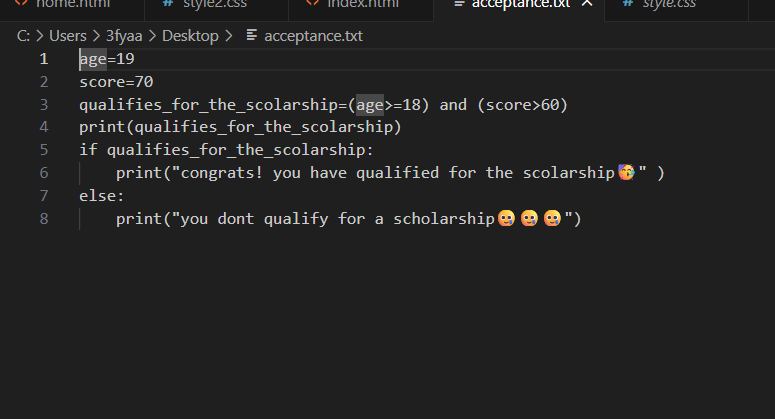 home.html style2.css index.html acceptance.txt style.css
C: > Users > 3fyaa > Desktop > acceptance.txt
1 age=19
2 score=70
3 qualifies_for_the_scolarship=(age>=18) and (score>60)
4 print(qualifies_for_the_scolarship)
5 if qualifies_for_the_scolarship:
6 print("congrats! you have qualified for the scolarship🥳" )
7 else:
8 print("you dont qualify for a scholarship🥲🥲🥲")